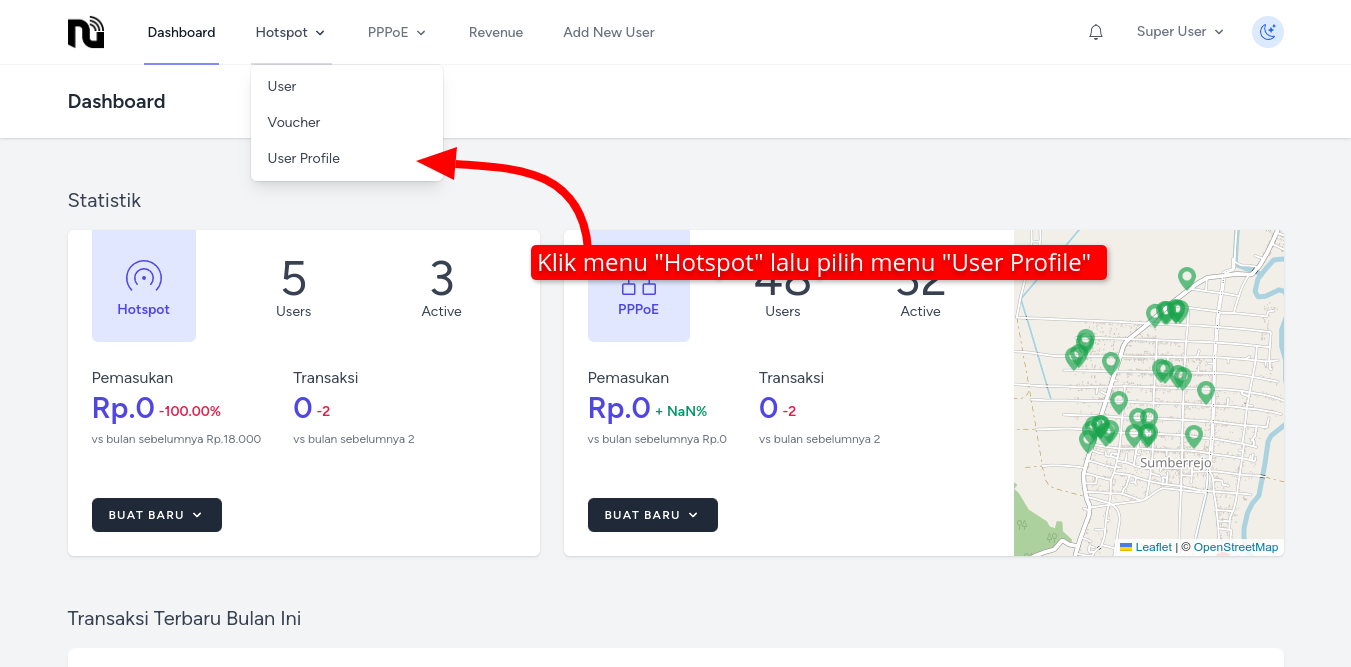 Dashboard
Hotspot
PPPoE
Revenue
Add New User
Super User
User
Voucher
User Profile
Dashboard
Klik menu "Hotspot" lalu pilih menu "User Profile"
Statistik
Hotspot
5
Users
3
Active
Pemasukan
Rp.0 -100.00%
vs bulan sebelumnya Rp.18.000
Transaksi
0 -2
vs bulan sebelumnya 2
BUAT BARU
PPPoE
Users
Active
Pemasukan
Rp.0 + NaN%
vs bulan sebelumnya Rp.0
Transaksi
0 -2
vs bulan sebelumnya 2
BUAT BARU
Sumberrejo
Leaflet | © OpenStreetMap
Transaksi Terbaru Bulan Ini